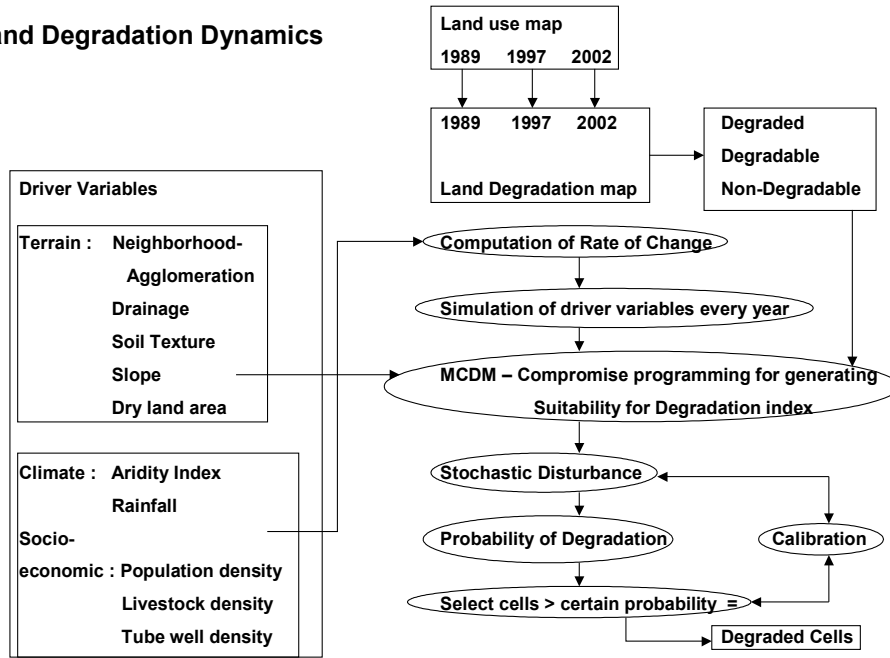 and Degradation Dynamics
Land use map
1989 1997 2002
1989 1997 2002
Land Degradation map
Degraded
Degradable
Non-Degradable
Driver Variables
Terrain : Neighborhood-
Agglomeration
Drainage
Soil Texture
Slope
Dry land area
Climate : Aridity Index
Rainfall
Socio-
economic : Population density
Livestock density
Tube well density
Computation of Rate of Change
Simulation of driver variables every year
MCDM – Compromise programming for generating
Suitability for Degradation index
Stochastic Disturbance
Probability of Degradation
Calibration
Select cells > certain probability =
Degraded Cells